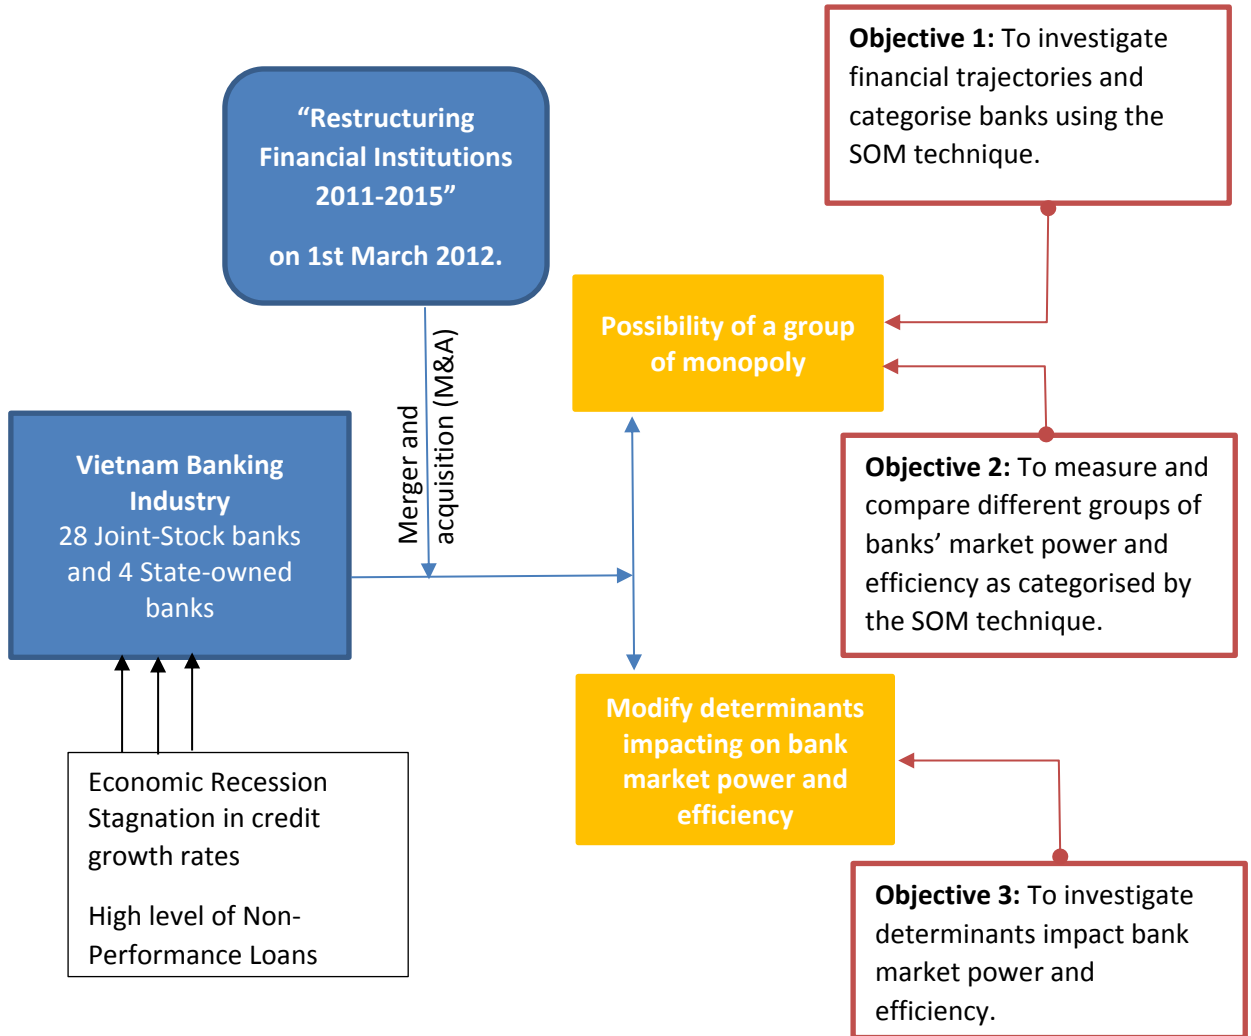 “Restructuring
Financial Institutions
2011-2015”
on 1st March 2012.
Objective 1: To investigate
financial trajectories and
categorise banks using the
SOM technique.
Merger and
acquisition (M&A)
Possibility of a group
of monopoly
Vietnam Banking
Industry
28 Joint-Stock banks
and 4 State-owned
banks
Objective 2: To measure and
compare different groups of
banks’ market power and
efficiency as categorised by
the SOM technique.
Modify determinants
impacting on bank
market power and
efficiency
Economic Recession
Stagnation in credit
growth rates
High level of Non-
Performance Loans
Objective 3: To investigate
determinants impact bank
market power and
efficiency.